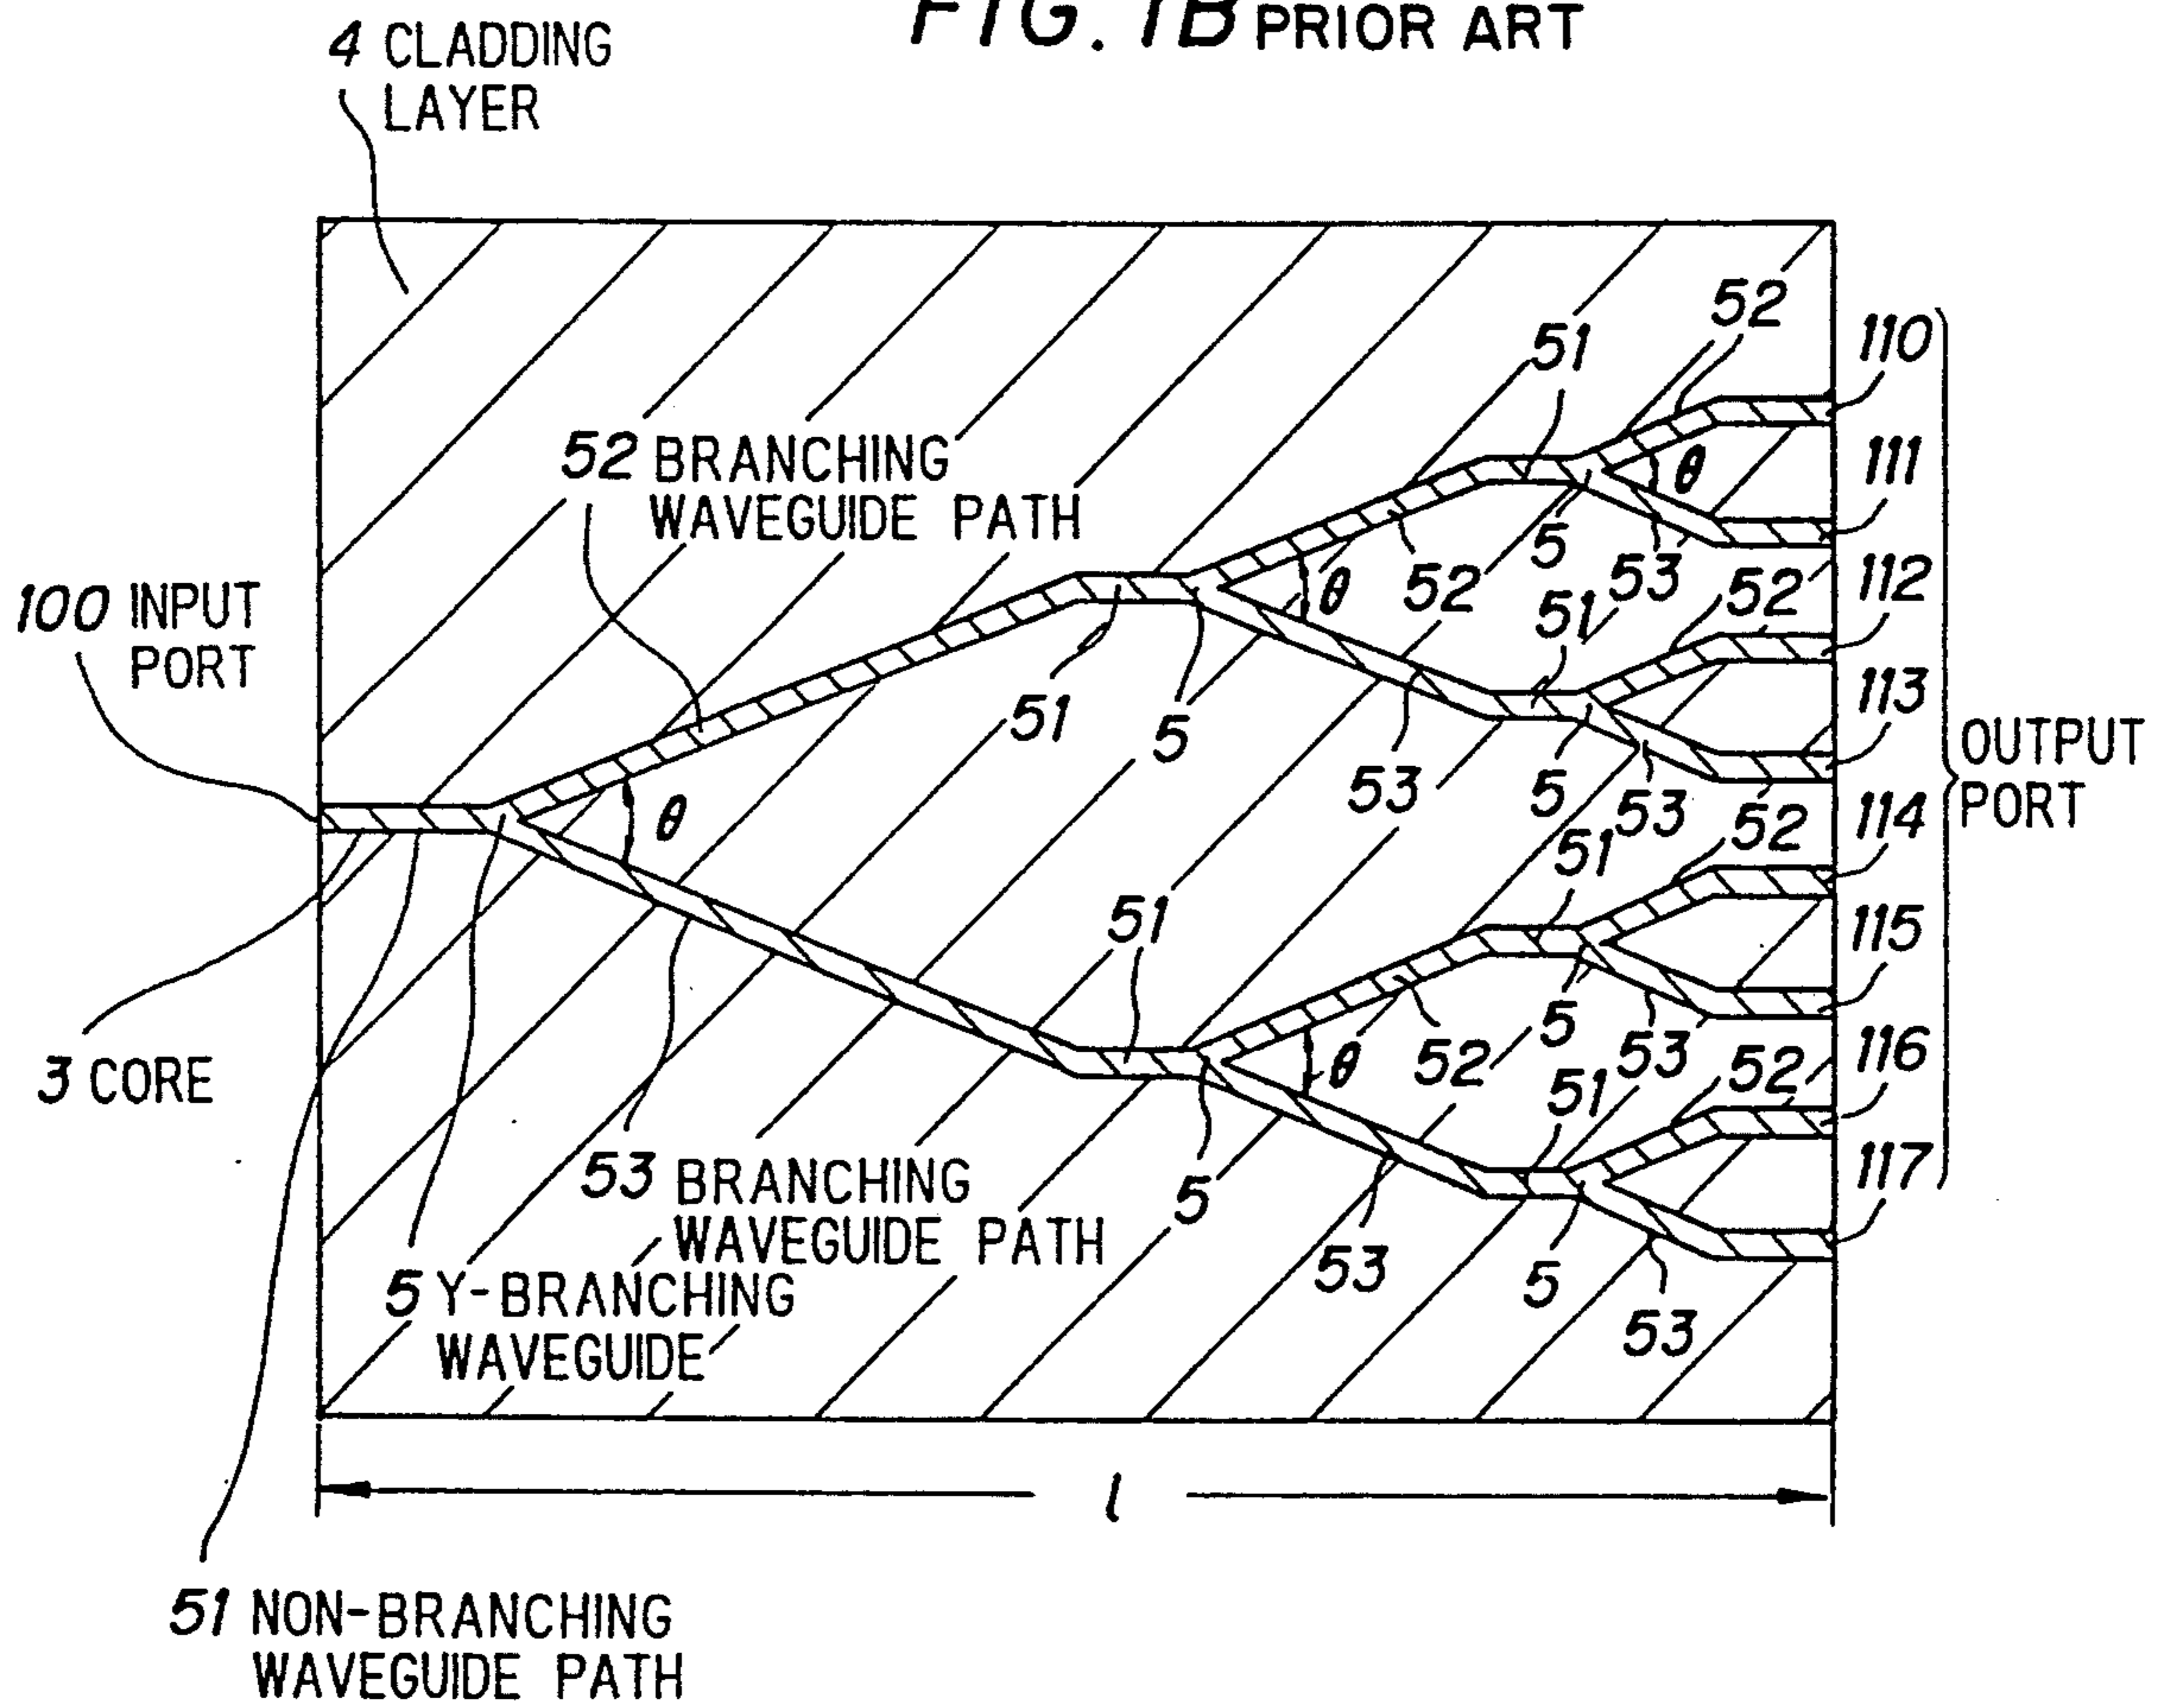 FIG. 1B PRIOR ART
4 CLADDING
LAYER
52
110
51
111
52 BRANCHING
WAVEGUIDE PATH
θ
5
53
θ
52
52
112
100 INPUT
PORT
51
113
51
5
53
5
53
52
114
OUTPUT
PORT
θ
51
115
51
5
53
52
116
3 CORE
θ
52
51
117
53 BRANCHING
WAVEGUIDE PATH
5
53
5
53
5 Y-BRANCHING
WAVEGUIDE
l
51 NON-BRANCHING
WAVEGUIDE PATH